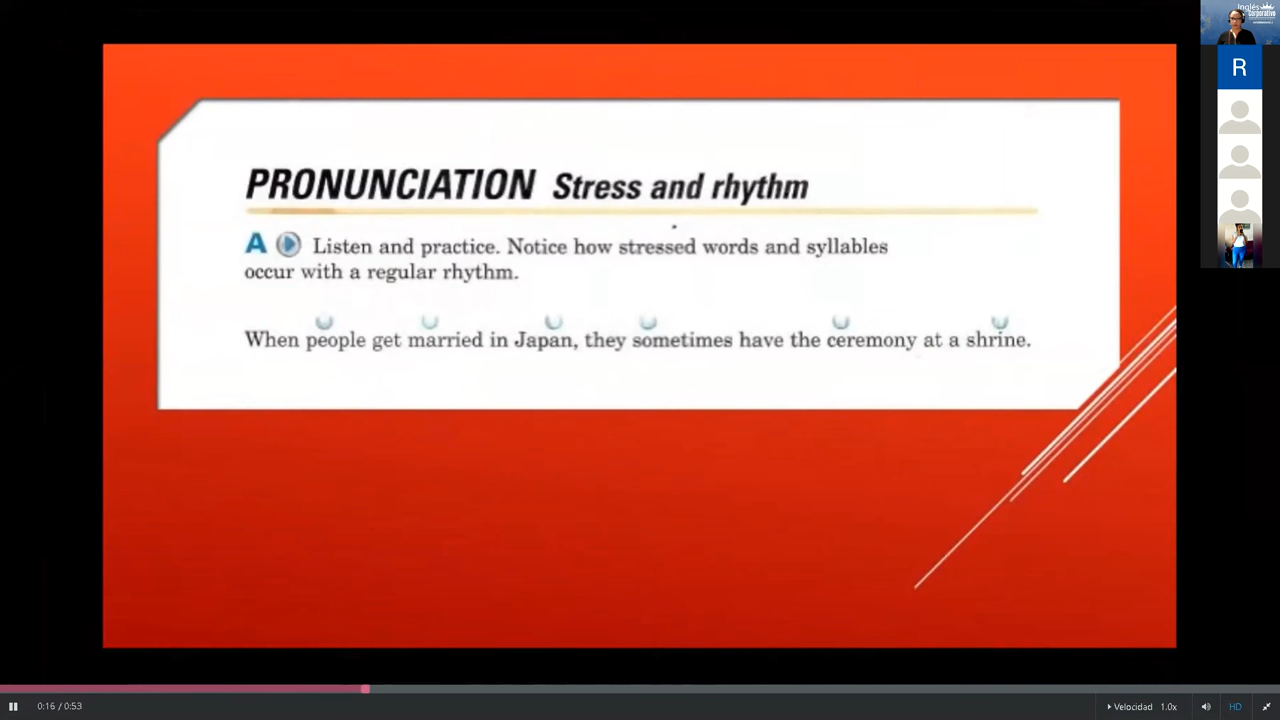 Inglés
Corporativo
R
PRONUNCIATION Stress and rhythm
A Listen and practice. Notice how stressed words and syllables
occur with a regular rhythm.
When people get married in Japan, they sometimes have the ceremony at a shrine.
0:16 / 0:53
Velocidad 1.0x
HD